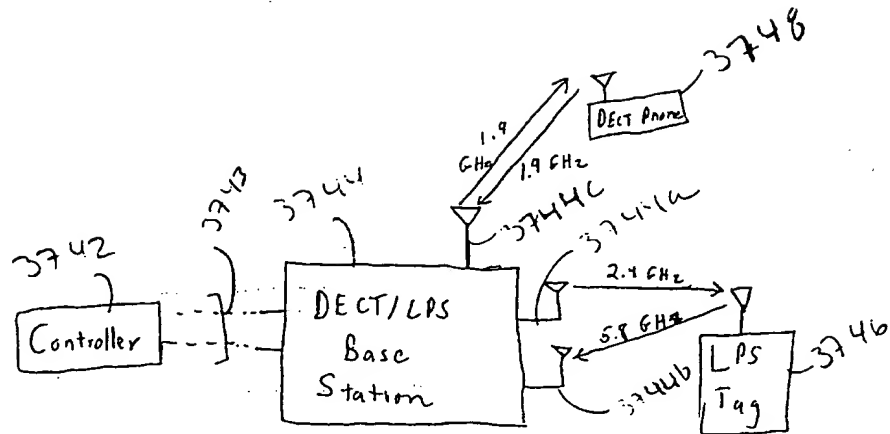 3748
DECT Phone
1.9
GHz
1.9 GHz
3743
3744
3744c
3744a
3742
2.4 GHz
Controller
DECT/LPS
Base
Station
5.8 GHz
3746
LPS
Tag
3744b